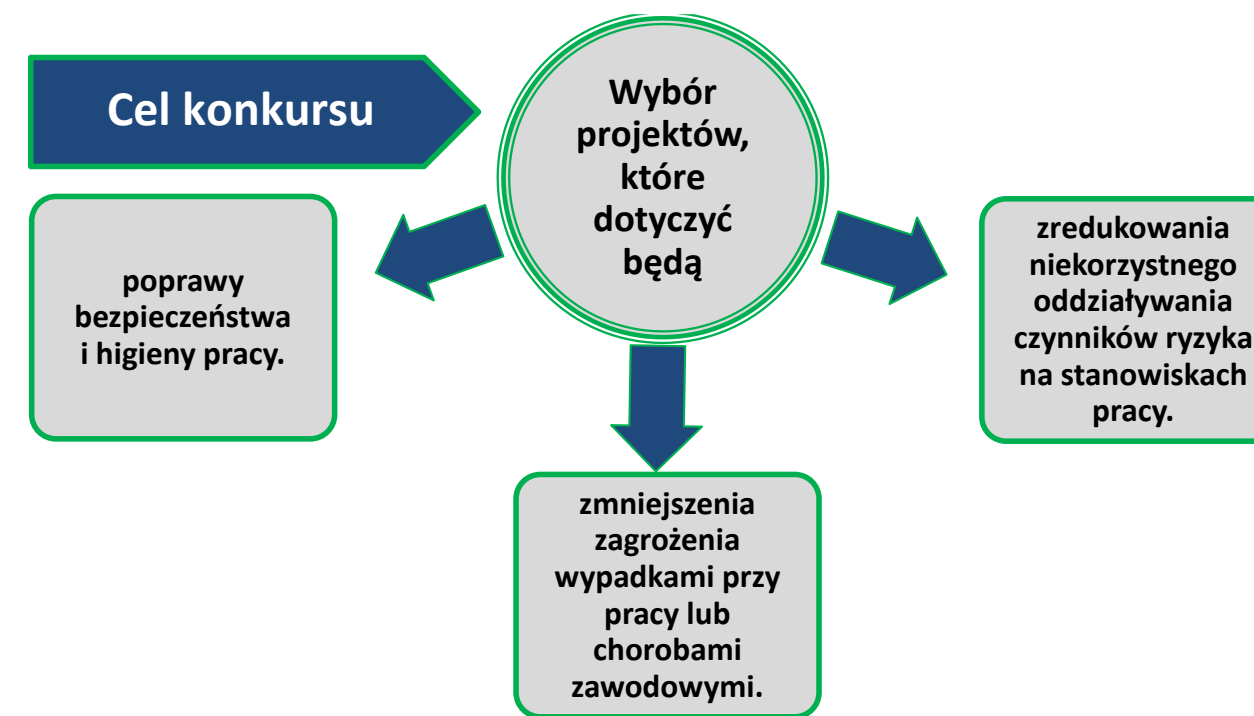 Cel konkursu
Wybór
projektów,
które
dotyczyć
będą
poprawy
bezpieczeństwa
i higieny pracy.
zmniejszenia
zagrożenia
wypadkami przy
pracy lub
chorobami
zawodowymi.
zredukowania
niekorzystnego
oddziaływania
czynników ryzyka
na stanowiskach
pracy.